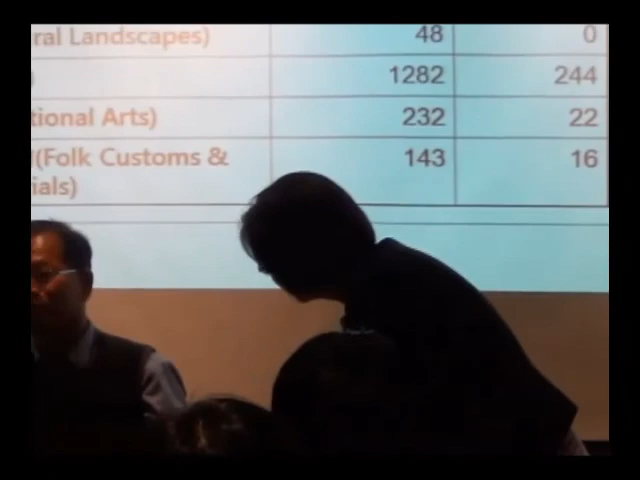 ral Landscapes) 48 0
) 1282 244
tional Arts) 232 22
(Folk Customs & 143 16
ials)